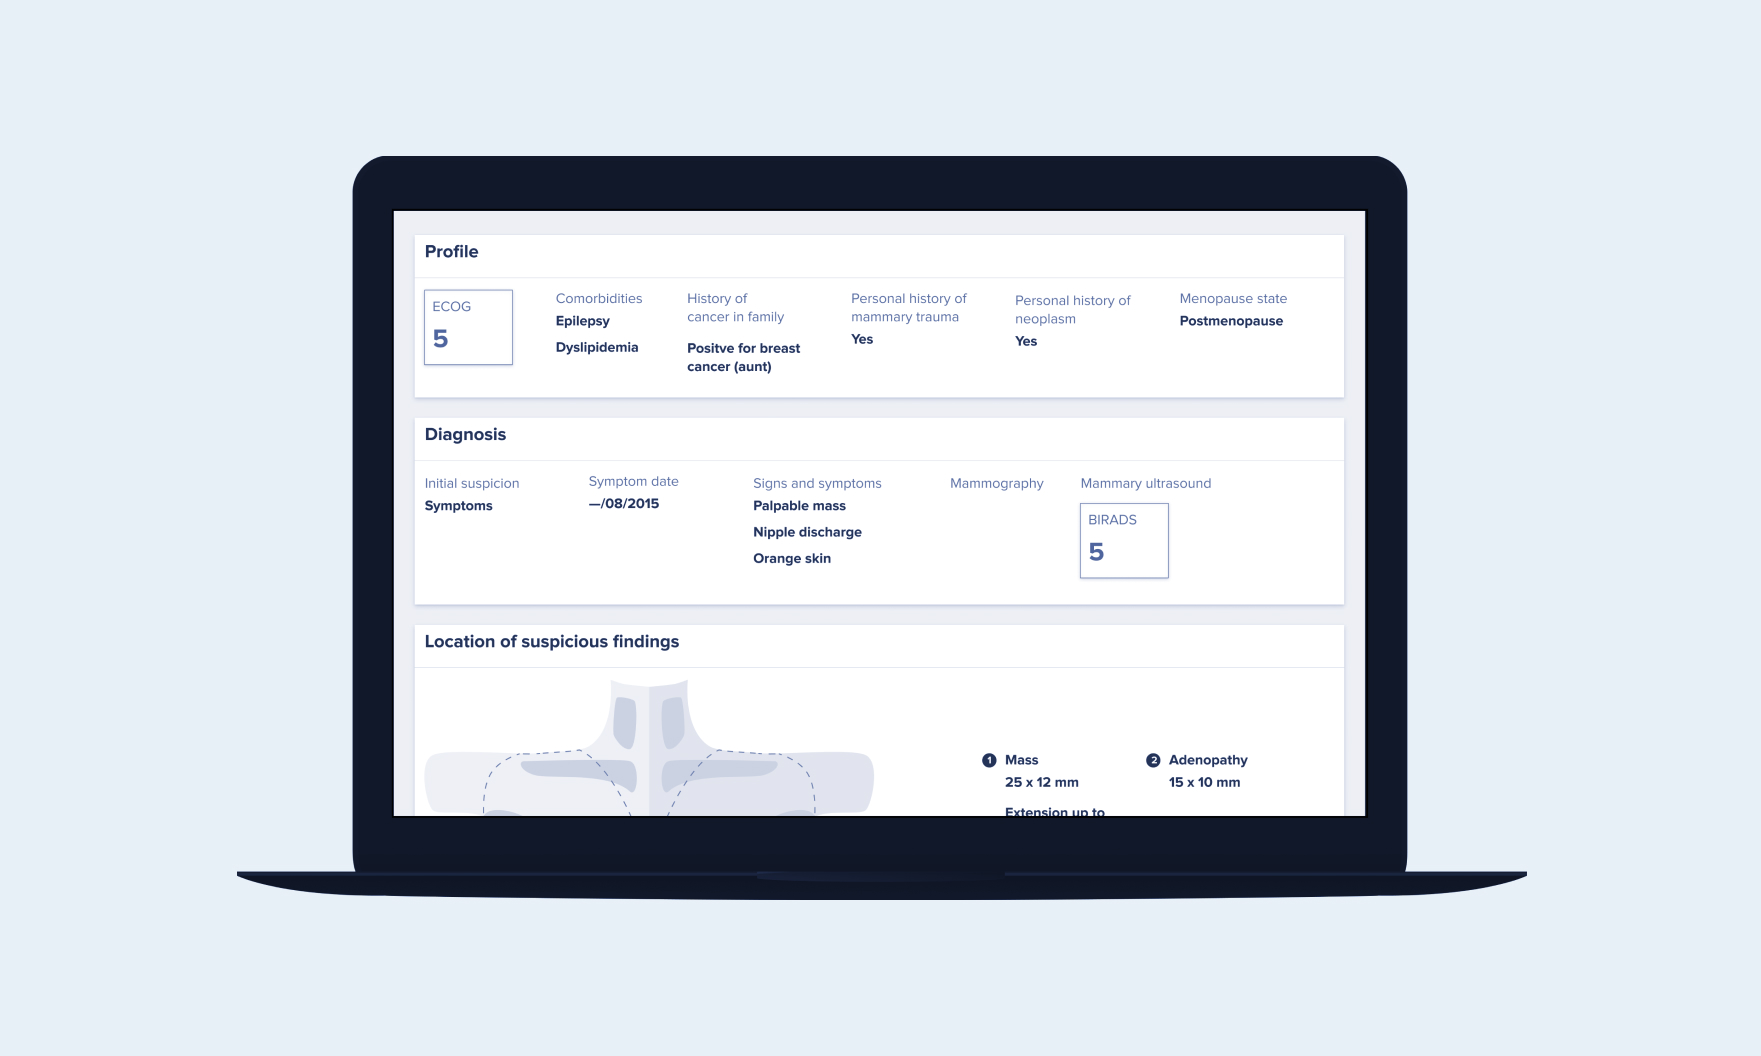 Profile
ECOG
5
Comorbidities
Epilepsy
Dyslipidemia
History of
cancer in family
Positve for breast
cancer (aunt)
Personal history of
mammary trauma
Yes
Personal history of
neoplasm
Yes
Menopause state
Postmenopause
Diagnosis
Initial suspicion
Symptoms
Symptom date
—/08/2015
Signs and symptoms
Palpable mass
Nipple discharge
Orange skin
Mammography
Mammary ultrasound
BIRADS
5
Location of suspicious findings
1 Mass
25 x 12 mm
Extension up to
2 Adenopathy
15 x 10 mm